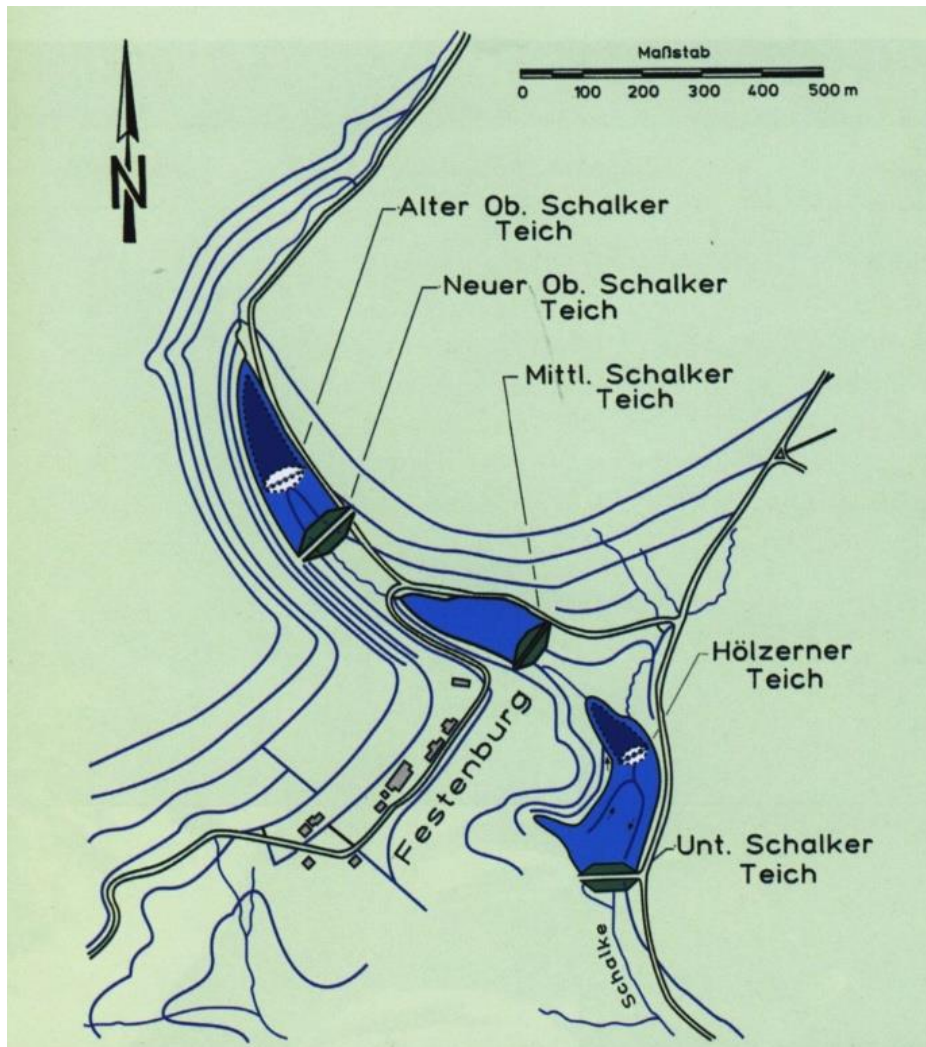 Maßstab
0 100 200 300 400 500 m
N
Alter Ob. Schalker
Teich
Neuer Ob. Schalker
Teich
Mittl. Schalker
Teich
Hölzerner
Teich
Festenburg
Unt. Schalker
Teich
Schalke